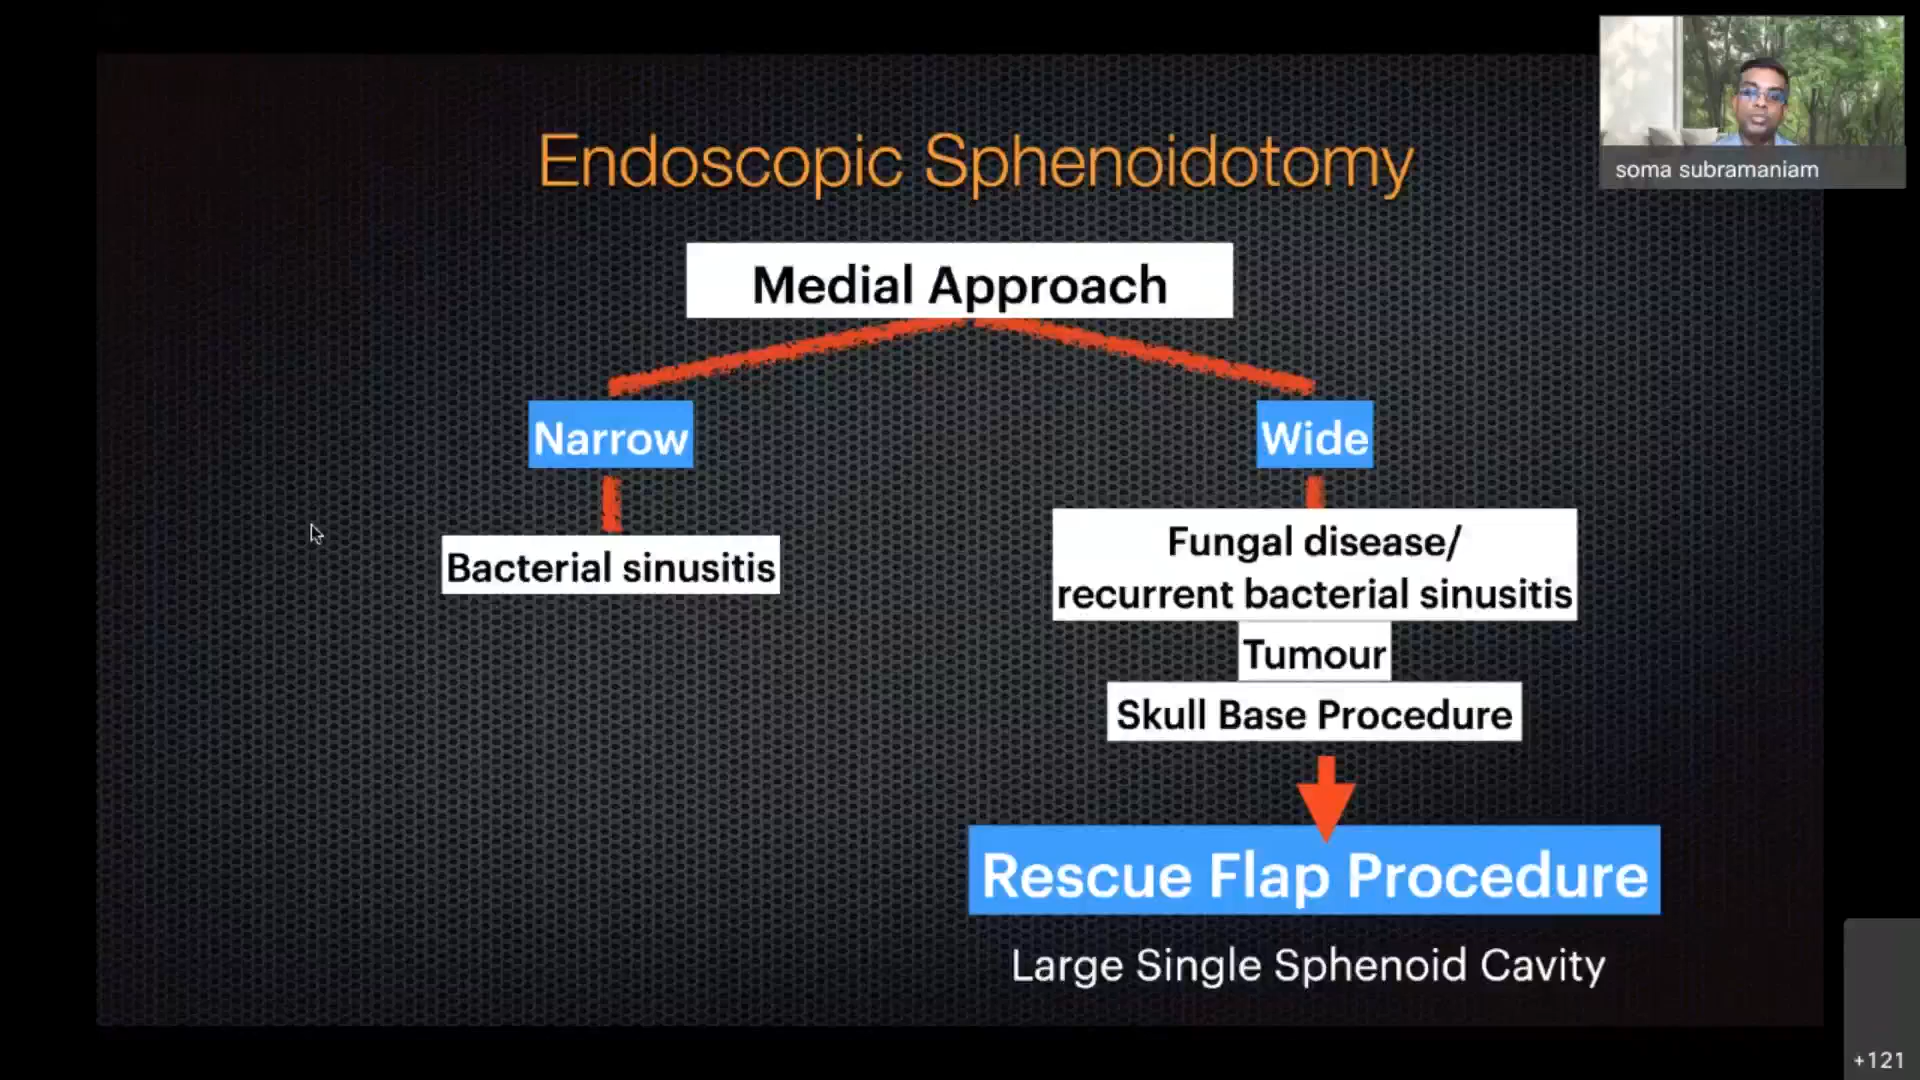 Endoscopic Sphenoidotomy
soma subramaniam
Medial Approach
Narrow
Wide
Bacterial sinusitis
Fungal disease/
recurrent bacterial sinusitis
Tumour
Skull Base Procedure
Rescue Flap Procedure
Large Single Sphenoid Cavity
+121